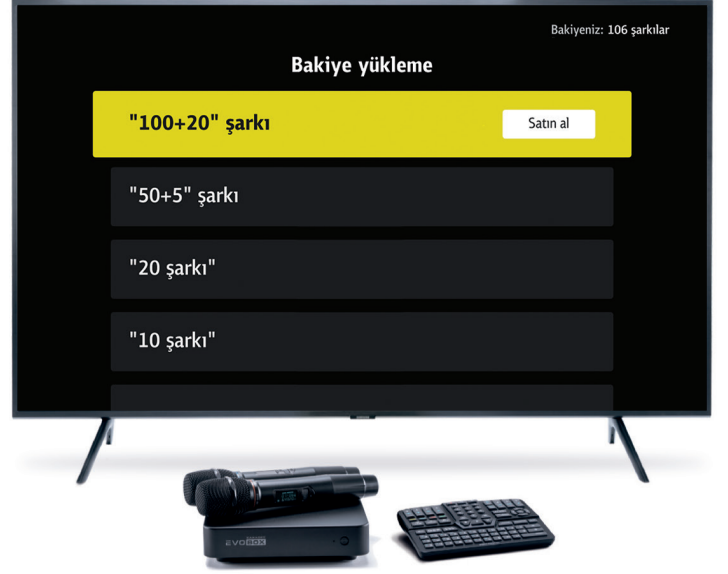 Bakiyeniz: 106 şarkılar
Bakiye yükleme
"100+20" şarkı
Satın al
"50+5" şarkı
"20 şarkı"
"10 şarkı"
EVOBOX